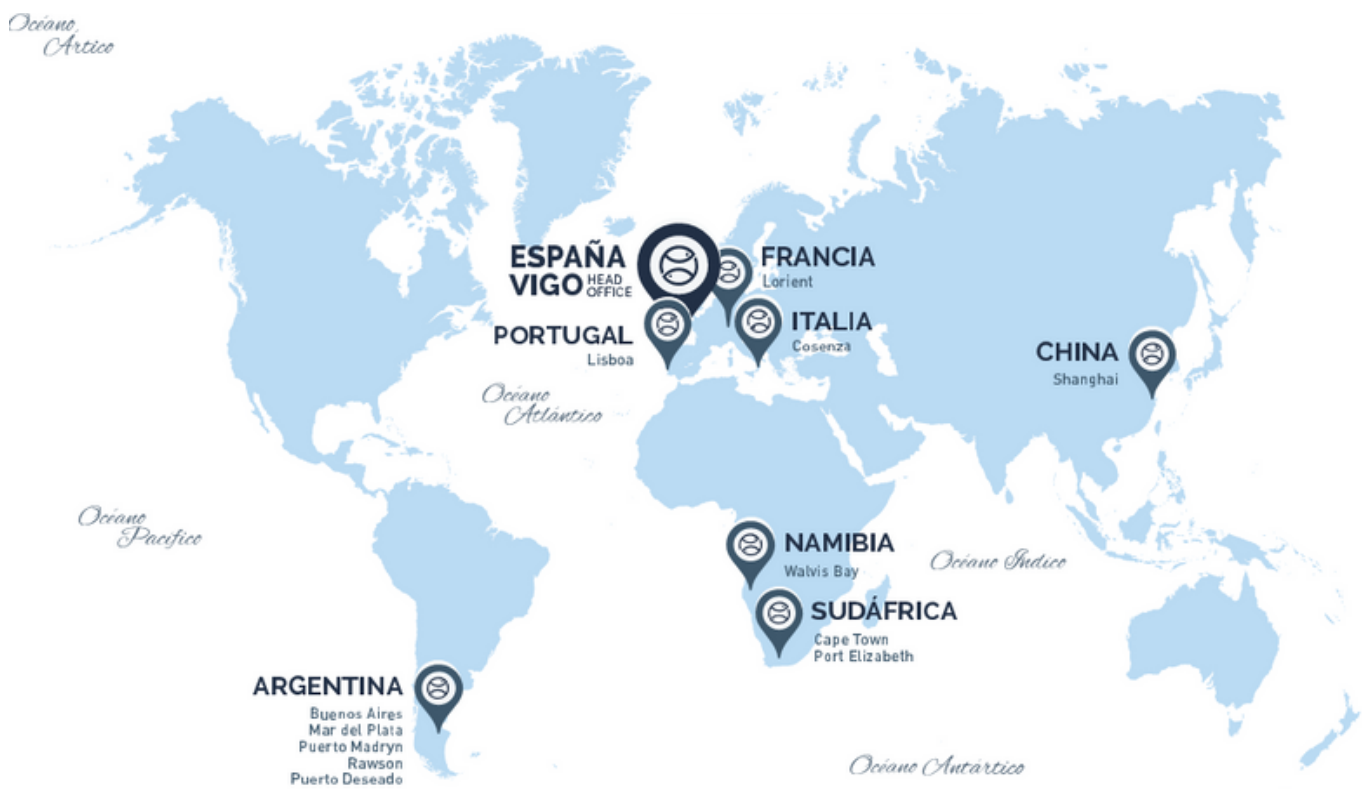 Océano
Ártico
ESPAÑA
VIGO HEAD
OFFICE
FRANCIA
Lorient
PORTUGAL
Lisboa
ITALIA
Cosenza
CHINA
Shanghai
Océano
Atlántico
Océano
Pacífico
NAMIBIA
Walvis Bay
Océano Índico
SUDÁFRICA
Cape Town
Port Elizabeth
ARGENTINA
Buenos Aires
Mar del Plata
Puerto Madryn
Rawson
Puerto Deseado
Océano Antártico